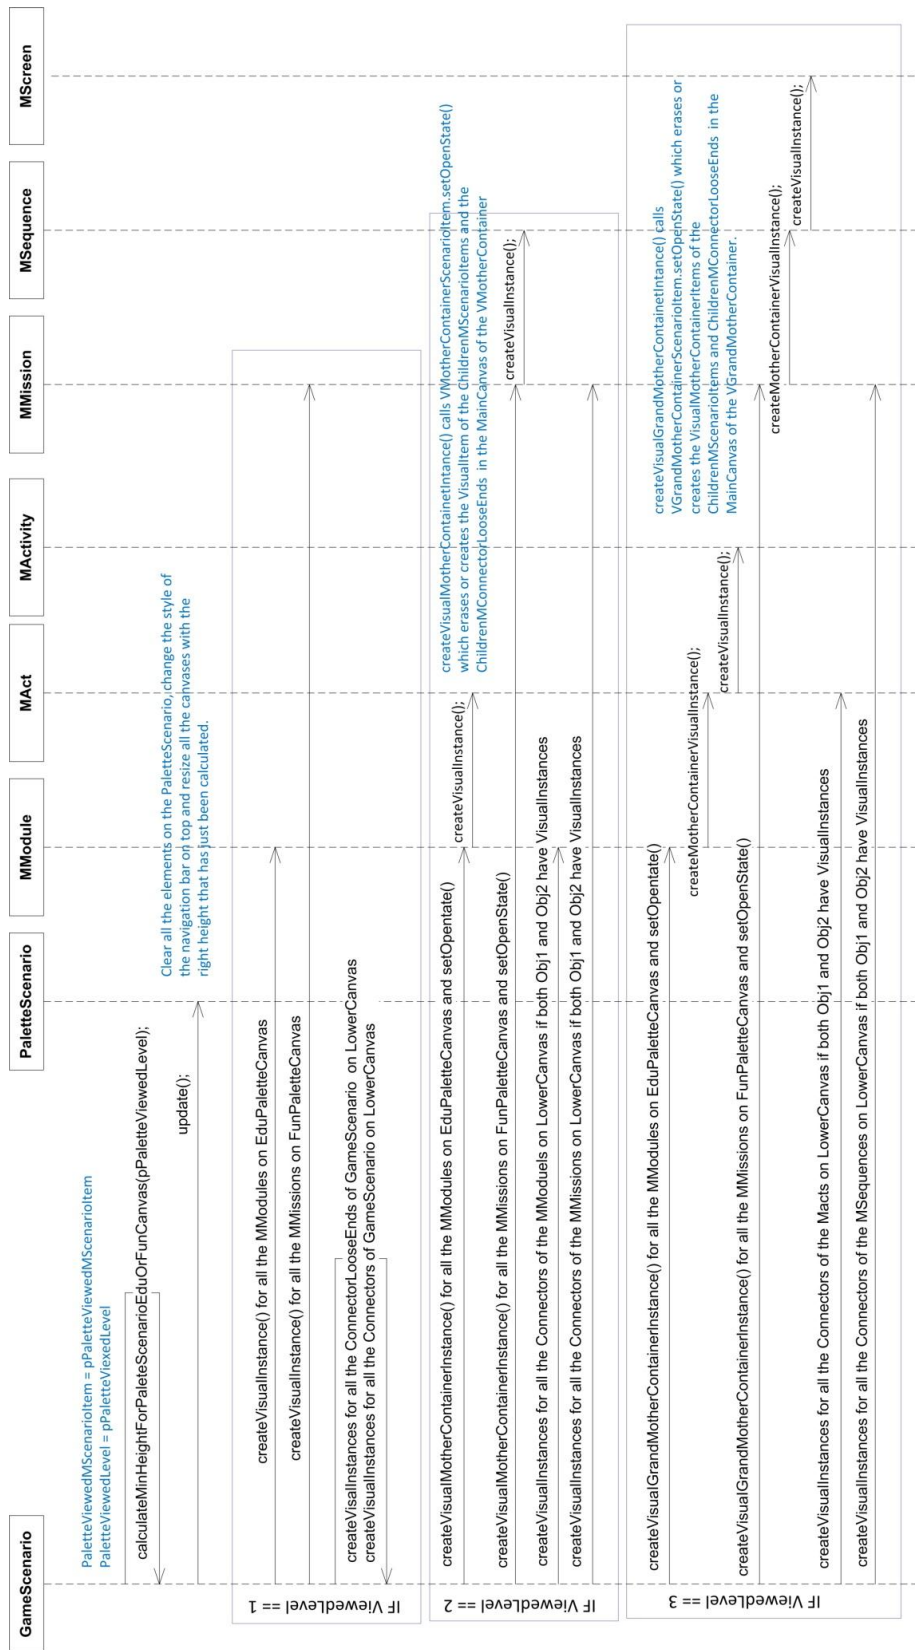 GameScenario
PaletteScenario
MModule
MAct
MActivity
MMission
MSequence
MScreen
PaletteViewedMScenarioItem = pPaletteViewedMScenarioItem
PaletteViewedLevel = pPaletteViexedLevel
calculateMinHeightForPaleteScenarioEduOrFunCanvas(pPaletteViewedLevel);
update();
Clear all the elements on the PaletteScenario, change the style of
the navigation bar on top and resize all the canvases with the
right height that has just been calculated.
IF ViewedLevel == 1
createVisualInstance() for all the MModules on EduPaletteCanvas
createVisualInstance() for all the MMissions on FunPaletteCanvas
createVisalInstances for all the ConnectorLooseEnds of GameScenario on LowerCanvas
createVisualInstances for all the Connectors of GameScenario on LowerCanvas
IF ViewedLevel == 2
createVisualMotherContainetIntance() calls VMotherContainerScenarioItem.setOpenState()
which erases or creates the VisualItem of the ChildrenMScenarioItems and the
ChildrenMConnectorLooseEnds in the MainCanvas of the VMotherContainer
createVisualMotherContainerInstance() for all the MModules on EduPaletteCanvas and setOpentate()
createVisualInstance();
createVisualMotherContainerInstance() for all the MMissions on FunPaletteCanvas and setOpenState()
createVisualInstance();
createVisualInstances for all the Connectors of the MModuels on LowerCanvas if both Obj1 and Obj2 have VisualInstances
createVisualInstances for all the Connectors of the MMissions on LowerCanvas if both Obj1 and Obj2 have VisualInstances
IF ViewedLevel == 3
createVisualGrandMotherContainetIntance() calls
VGrandMotherContainerScenarioItem.setOpenState() which erases or
creates the VisualMotherContainerItems of the
ChildrenMScenarioItems and ChildrenMConnectorLooseEnds in the
MainCanvas of the VGrandMotherContainer.
createVisualGrandMotherContainerInstance() for all the MModules on EduPaletteCanvas and setOpentate()
createMotherContainerVisualInstance();
createVisualInstance();
createVisualGrandMotherContainerInstance() for all the MMissions on FunPaletteCanvas and setOpenState()
createMotherContainerVisualInstance();
createVisualInstance();
createVisualInstances for all the Connectors of the Macts on LowerCanvas if both Obj1 and Obj2 have VisualInstances
createVisualInstances for all the Connectors of the MSequences on LowerCanvas if both Obj1 and Obj2 have VisualInstances